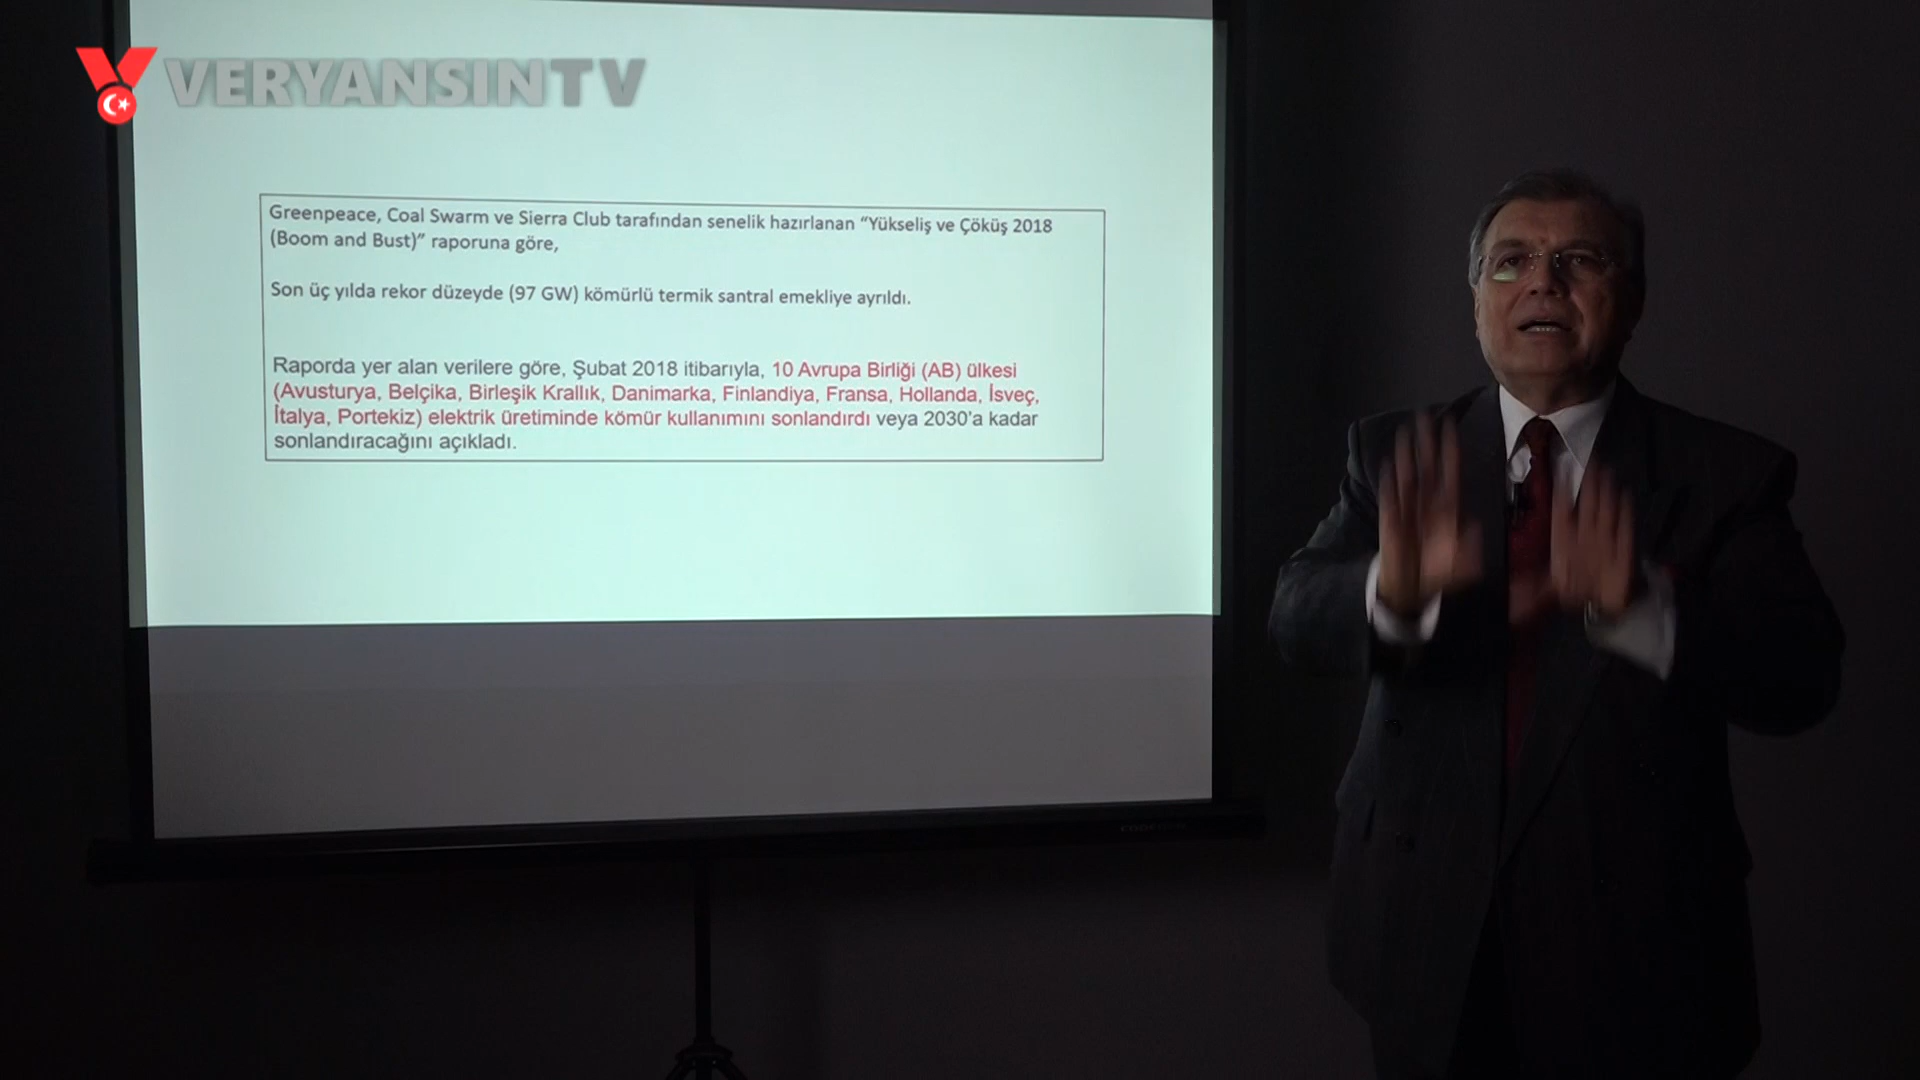 VERYANSINTV
Greenpeace, Coal Swarm ve Sierra Club tarafından senelik hazırlanan “Yükseliş ve Çöküş 2018
(Boom and Bust)” raporuna göre,
Son üç yılda rekor düzeyde (97 GW) kömürlü termik santral emekliye ayrıldı.
Raporda yer alan verilere göre, Şubat 2018 itibarıyla, 10 Avrupa Birliği (AB) ülkesi
(Avusturya, Belçika, Birleşik Krallık, Danimarka, Finlandiya, Fransa, Hollanda, İsveç,
İtalya, Portekiz) elektrik üretiminde kömür kullanımını sonlandırdı veya 2030'a kadar
sonlandıracağını açıkladı.